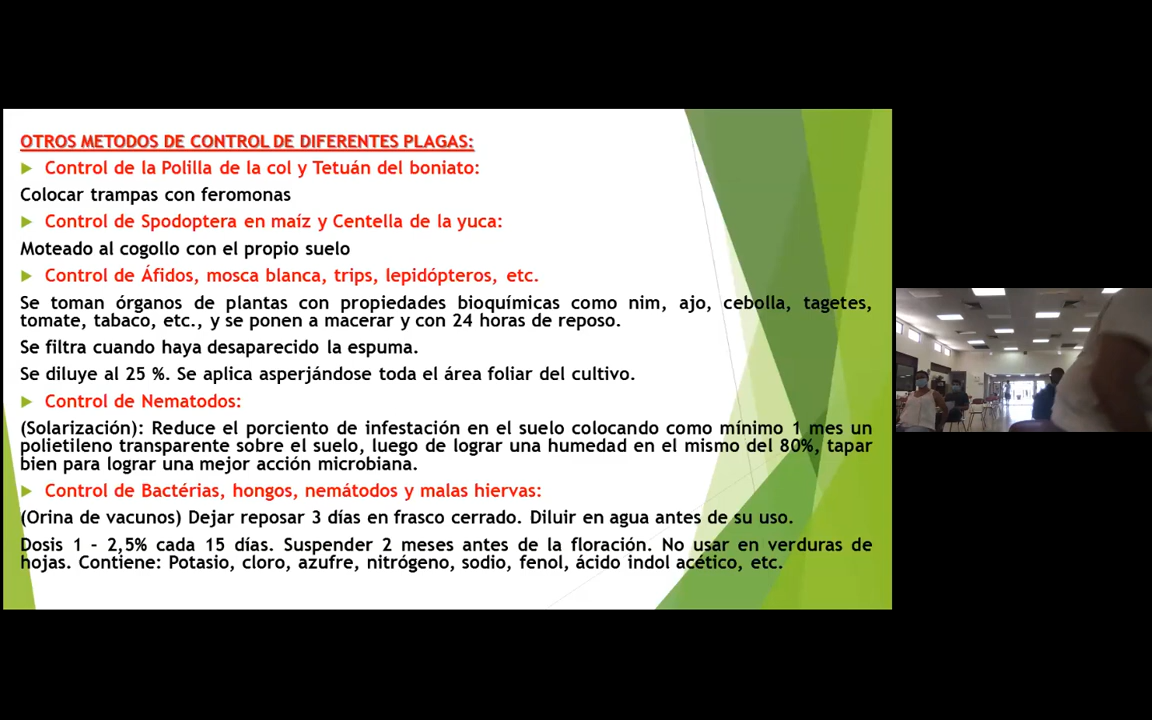 OTROS METODOS DE CONTROL DE DIFERENTES PLAGAS:
Control de la Polilla de la col y Tetuán del boniato:
Colocar trampas con feromonas
Control de Spodoptera en maíz y Centella de la yuca:
Moteado al cogollo con el propio suelo
Control de Áfidos, mosca blanca, trips, lepidópteros, etc.
Se toman órganos de plantas con propiedades bioquímicas como nim, ajo, cebolla, tagetes,
tomate, tabaco, etc., y se ponen a macerar y con 24 horas de reposo.
Se filtra cuando haya desaparecido la espuma.
Se diluye al 25 %. Se aplica asperjándose toda el área foliar del cultivo.
Control de Nematodos:
(Solarización): Reduce el porciento de infestación en el suelo colocando como mínimo 1 mes un
polietileno transparente sobre el suelo, luego de lograr una humedad en el mismo del 80%, tapar
bien para lograr una mejor acción microbiana.
Control de Bactérias, hongos, nemátodos y malas hiervas:
(Orina de vacunos) Dejar reposar 3 días en frasco cerrado. Diluir en agua antes de su uso.
Dosis 1 – 2,5% cada 15 días. Suspender 2 meses antes de la floración. No usar en verduras de
hojas. Contiene: Potasio, cloro, azufre, nitrógeno, sodio, fenol, ácido indol acético, etc.